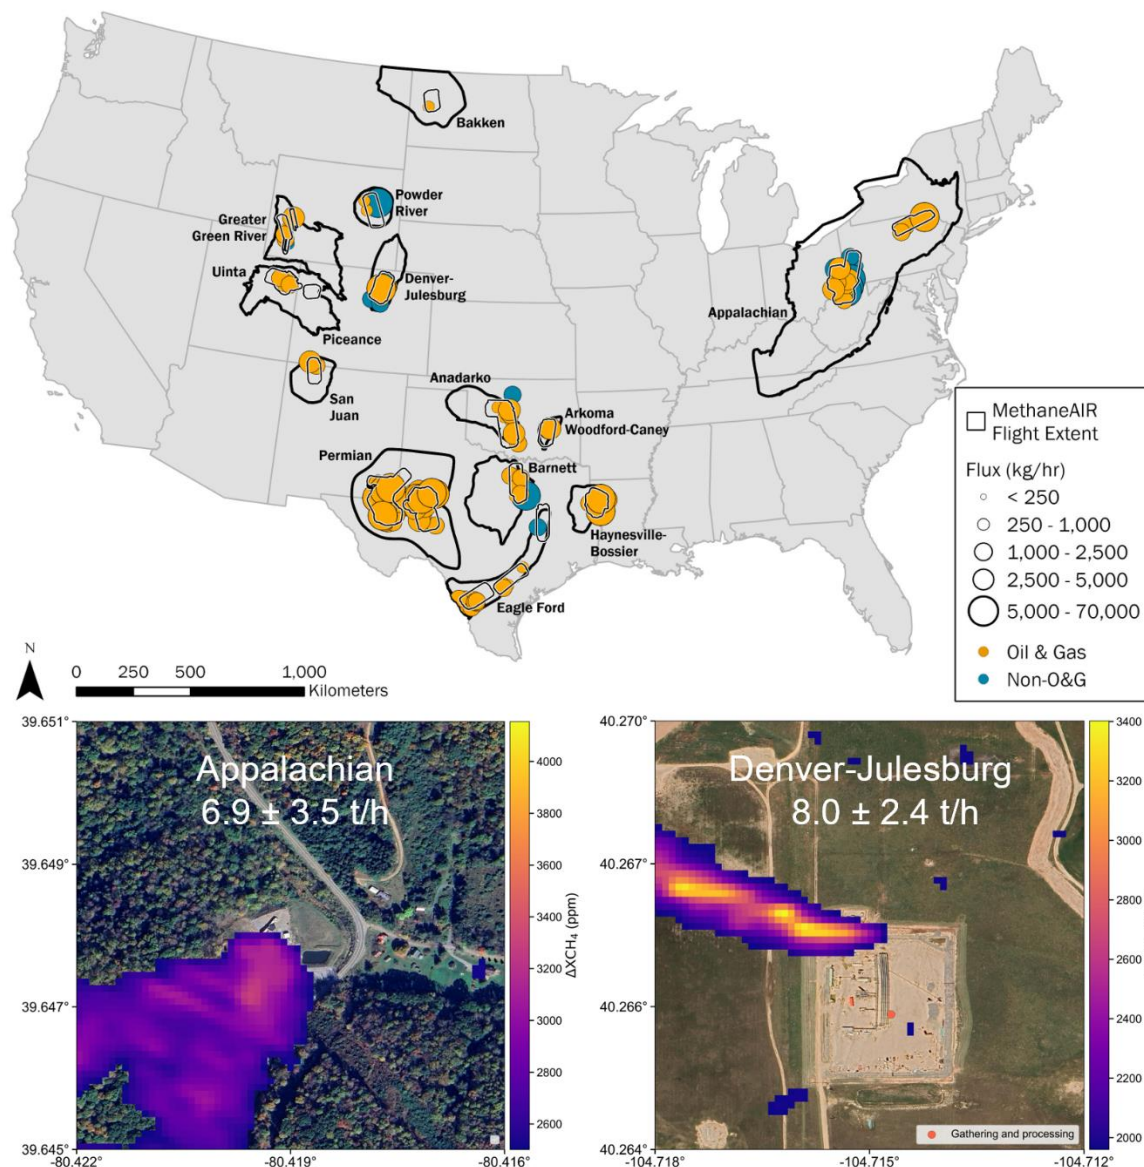 Bakken
Powder
River
Greater
Green River
Uinta
Denver-
Julesburg
Piceance
Appalachian
San
Juan
Anadarko
Arkoma
Woodford-Caney
Permian
Barnett
Haynesville-
Bossier
Eagle Ford
MethaneAIR
Flight Extent
Flux (kg/hr)
< 250
250 - 1,000
1,000 - 2,500
2,500 - 5,000
5,000 - 70,000
Oil & Gas
Non-O&G
N
0 250 500 1,000
Kilometers
39.651°
39.649°
39.647°
39.645°
-80.422 -80.419 -80.416°
Appalachian
6.9 ± 3.5 t/h
4000
3800
3600
3400
3200
3000
2800
2600
ΔXCH₄ (ppm)
40.270°
40.267°
40.266°
40.264°
-104.718 -104.715° -104.712°
Denver-Julesburg
8.0 ± 2.4 t/h
Gathering and processing
3400
3200
3000
2800
2600
2400
2200
2000